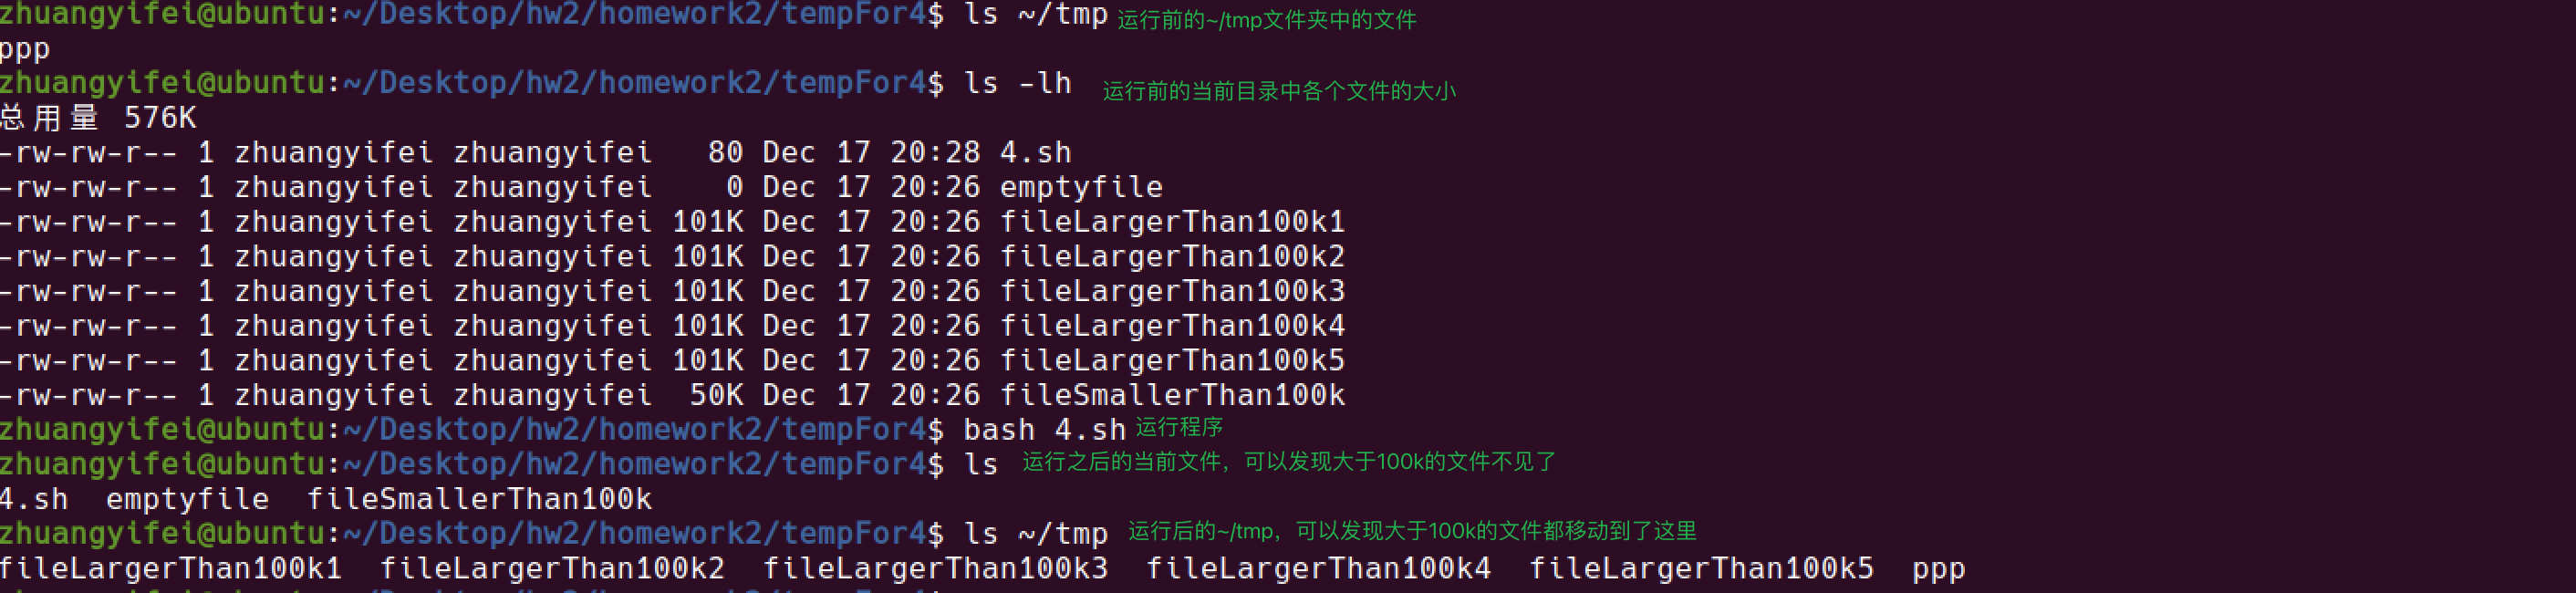 zhuangyifei@ubuntu:~/Desktop/hw2/homework2/tempFor4$ ls ~/tmp 运行前的~/tmp文件夹中的文件
ppp
zhuangyifei@ubuntu:~/Desktop/hw2/homework2/tempFor4$ ls -lh 运行前的当前目录中各个文件的大小
总用量 576K
-rw-rw-r-- 1 zhuangyifei zhuangyifei   80 Dec 17 20:28 4.sh
-rw-rw-r-- 1 zhuangyifei zhuangyifei    0 Dec 17 20:26 emptyfile
-rw-rw-r-- 1 zhuangyifei zhuangyifei 101K Dec 17 20:26 fileLargerThan100k1
-rw-rw-r-- 1 zhuangyifei zhuangyifei 101K Dec 17 20:26 fileLargerThan100k2
-rw-rw-r-- 1 zhuangyifei zhuangyifei 101K Dec 17 20:26 fileLargerThan100k3
-rw-rw-r-- 1 zhuangyifei zhuangyifei 101K Dec 17 20:26 fileLargerThan100k4
-rw-rw-r-- 1 zhuangyifei zhuangyifei 101K Dec 17 20:26 fileLargerThan100k5
-rw-rw-r-- 1 zhuangyifei zhuangyifei  50K Dec 17 20:26 fileSmallerThan100k
zhuangyifei@ubuntu:~/Desktop/hw2/homework2/tempFor4$ bash 4.sh 运行程序
zhuangyifei@ubuntu:~/Desktop/hw2/homework2/tempFor4$ ls 运行之后的当前文件，可以发现大于100k的文件不见了
4.sh  emptyfile  fileSmallerThan100k
zhuangyifei@ubuntu:~/Desktop/hw2/homework2/tempFor4$ ls ~/tmp 运行后的~/tmp，可以发现大于100k的文件都移动到了这里
fileLargerThan100k1  fileLargerThan100k2  fileLargerThan100k3  fileLargerThan100k4  fileLargerThan100k5  ppp